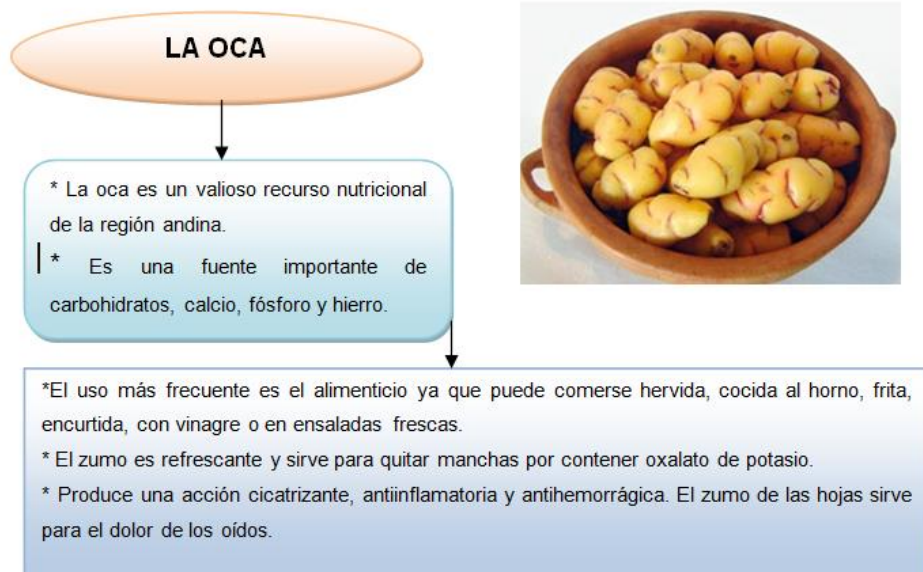 LA OCA
* La oca es un valioso recurso nutricional
de la región andina.
* Es una fuente importante de
carbohidratos, calcio, fósforo y hierro.
*El uso más frecuente es el alimenticio ya que puede comerse hervida, cocida al horno, frita,
encurtida, con vinagre o en ensaladas frescas.
* El zumo es refrescante y sirve para quitar manchas por contener oxalato de potasio.
* Produce una acción cicatrizante, antiinflamatoria y antihemorrágica. El zumo de las hojas sirve
para el dolor de los oídos.